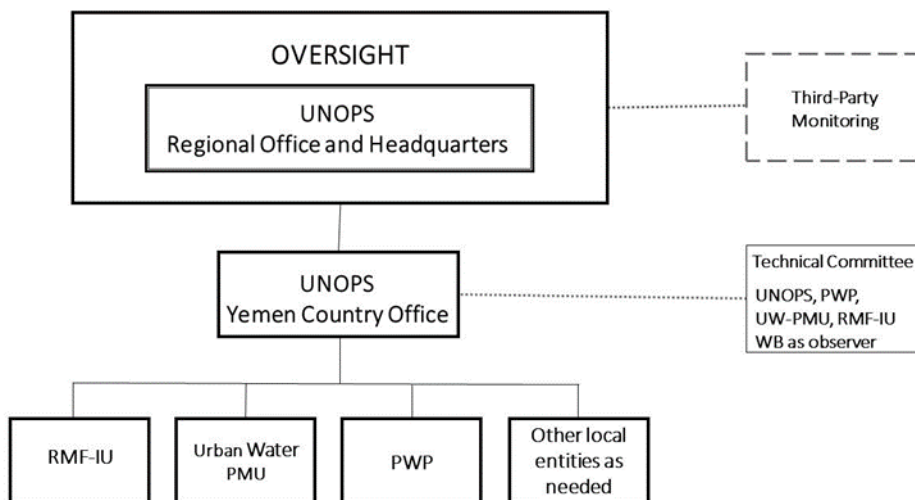 OVERSIGHT
UNOPS
Regional Office and Headquarters
Third-Party
Monitoring
UNOPS
Yemen Country Office
Technical Committee
UNOPS, PWP,
UW-PMU, RMF-IU
WB as observer
RMF-IU
Urban Water
PMU
PWP
Other local
entities as
needed